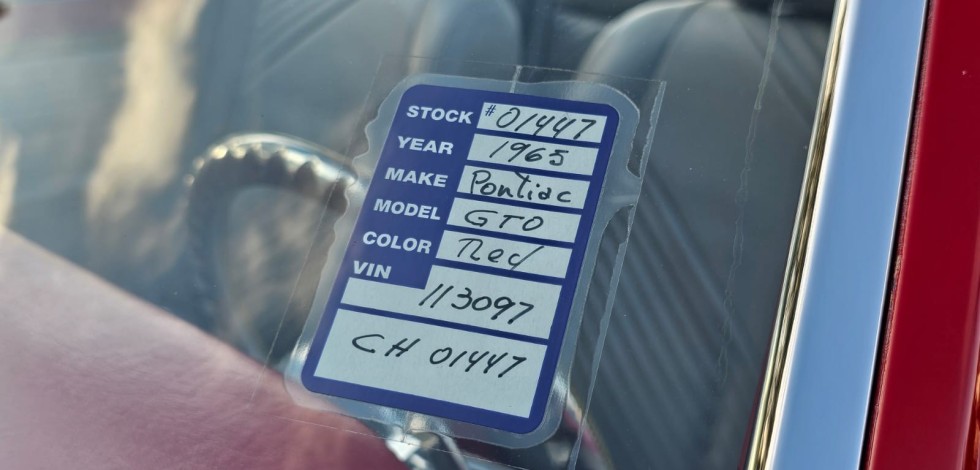 STOCK #01447
YEAR 1965
MAKE Pontiac
MODEL GTO
COLOR Red
VIN
113097
CH 01447